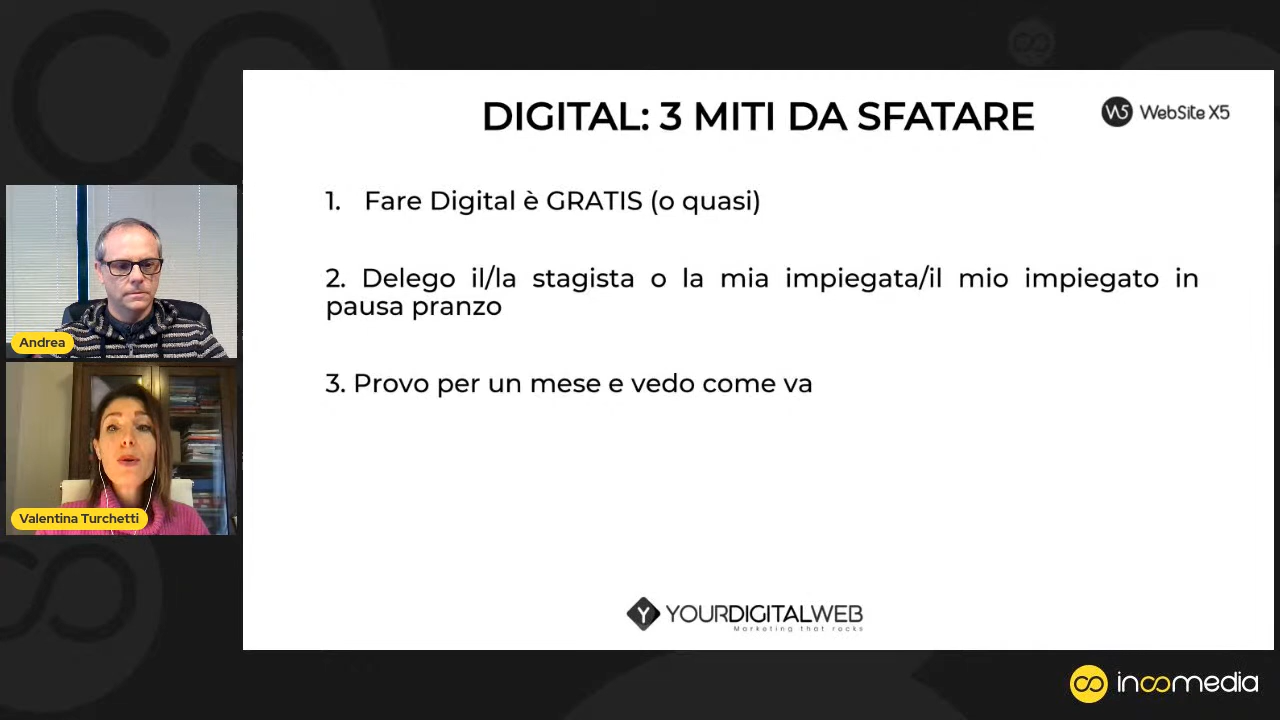 DIGITAL: 3 MITI DA SFATARE
W5 WebSite X5
1. Fare Digital è GRATIS (o quasi)
2. Delego il/la stagista o la mia impiegata/il mio impiegato in
pausa pranzo
3. Provo per un mese e vedo come va
Andrea
Valentina Turchetti
Y YOURDIGITALWEB
Marketing that rocks
incomedia